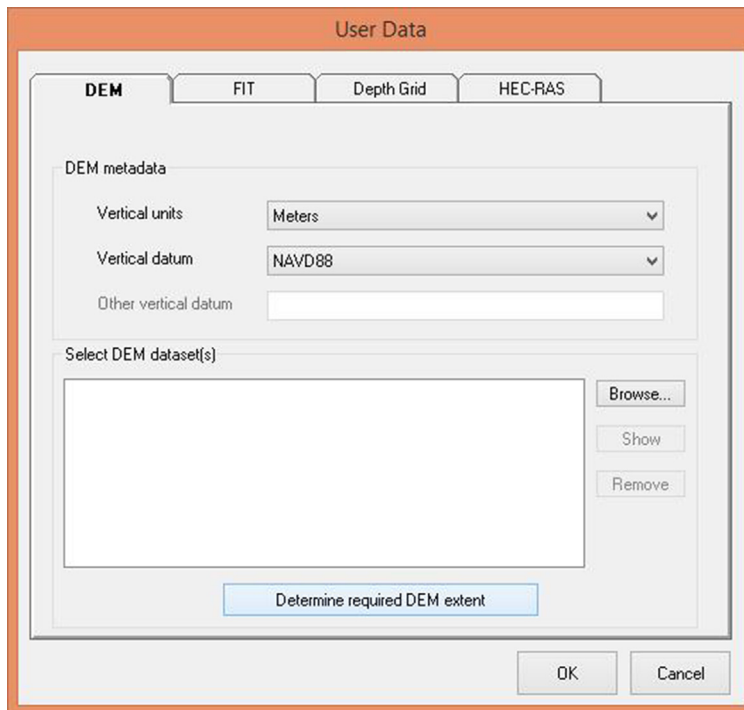 User Data
DEM FIT Depth Grid HEC-RAS
DEM metadata
Vertical units Meters
Vertical datum NAVD88
Other vertical datum
Select DEM dataset(s)
Browse...
Show
Remove
Determine required DEM extent
OK Cancel